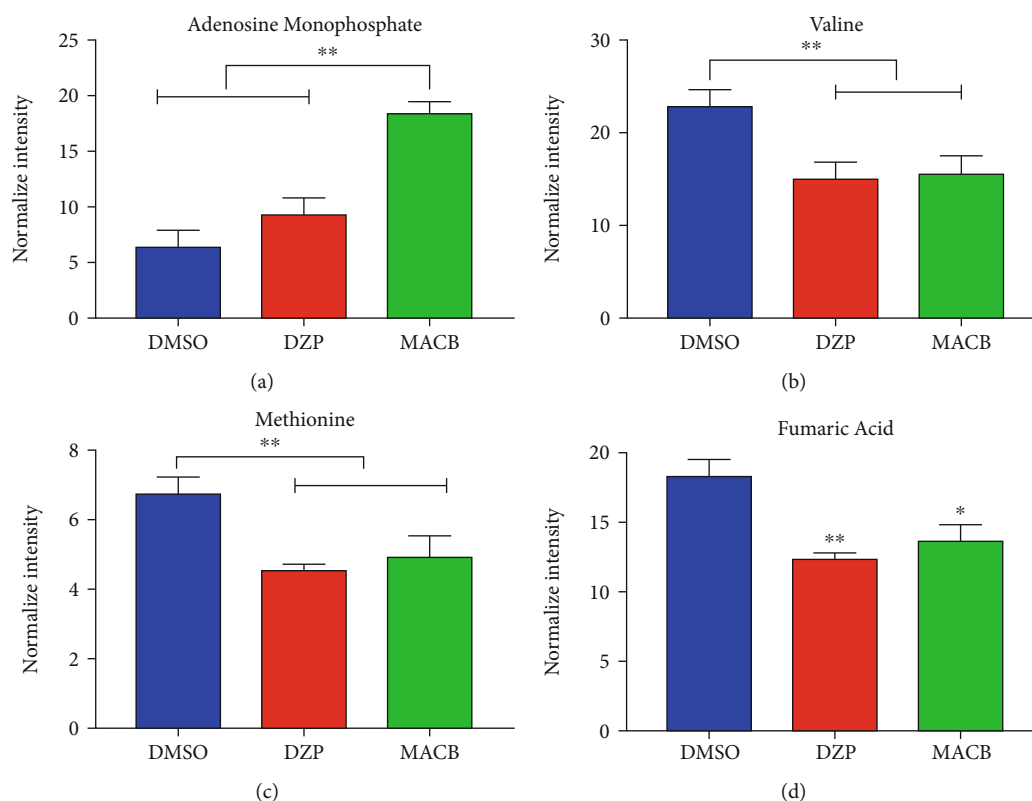 Adenosine Monophosphate
25
20
15
10
5
0
Normalize intensity
**
DMSO DZP MACB
(a)
Valine
30
20
10
0
Normalize intensity
**
DMSO DZP MACB
(b)
Methionine
8
6
4
2
0
Normalize intensity
**
DMSO DZP MACB
(c)
Fumaric Acid
20
15
10
5
0
Normalize intensity
**
*
DMSO DZP MACB
(d)